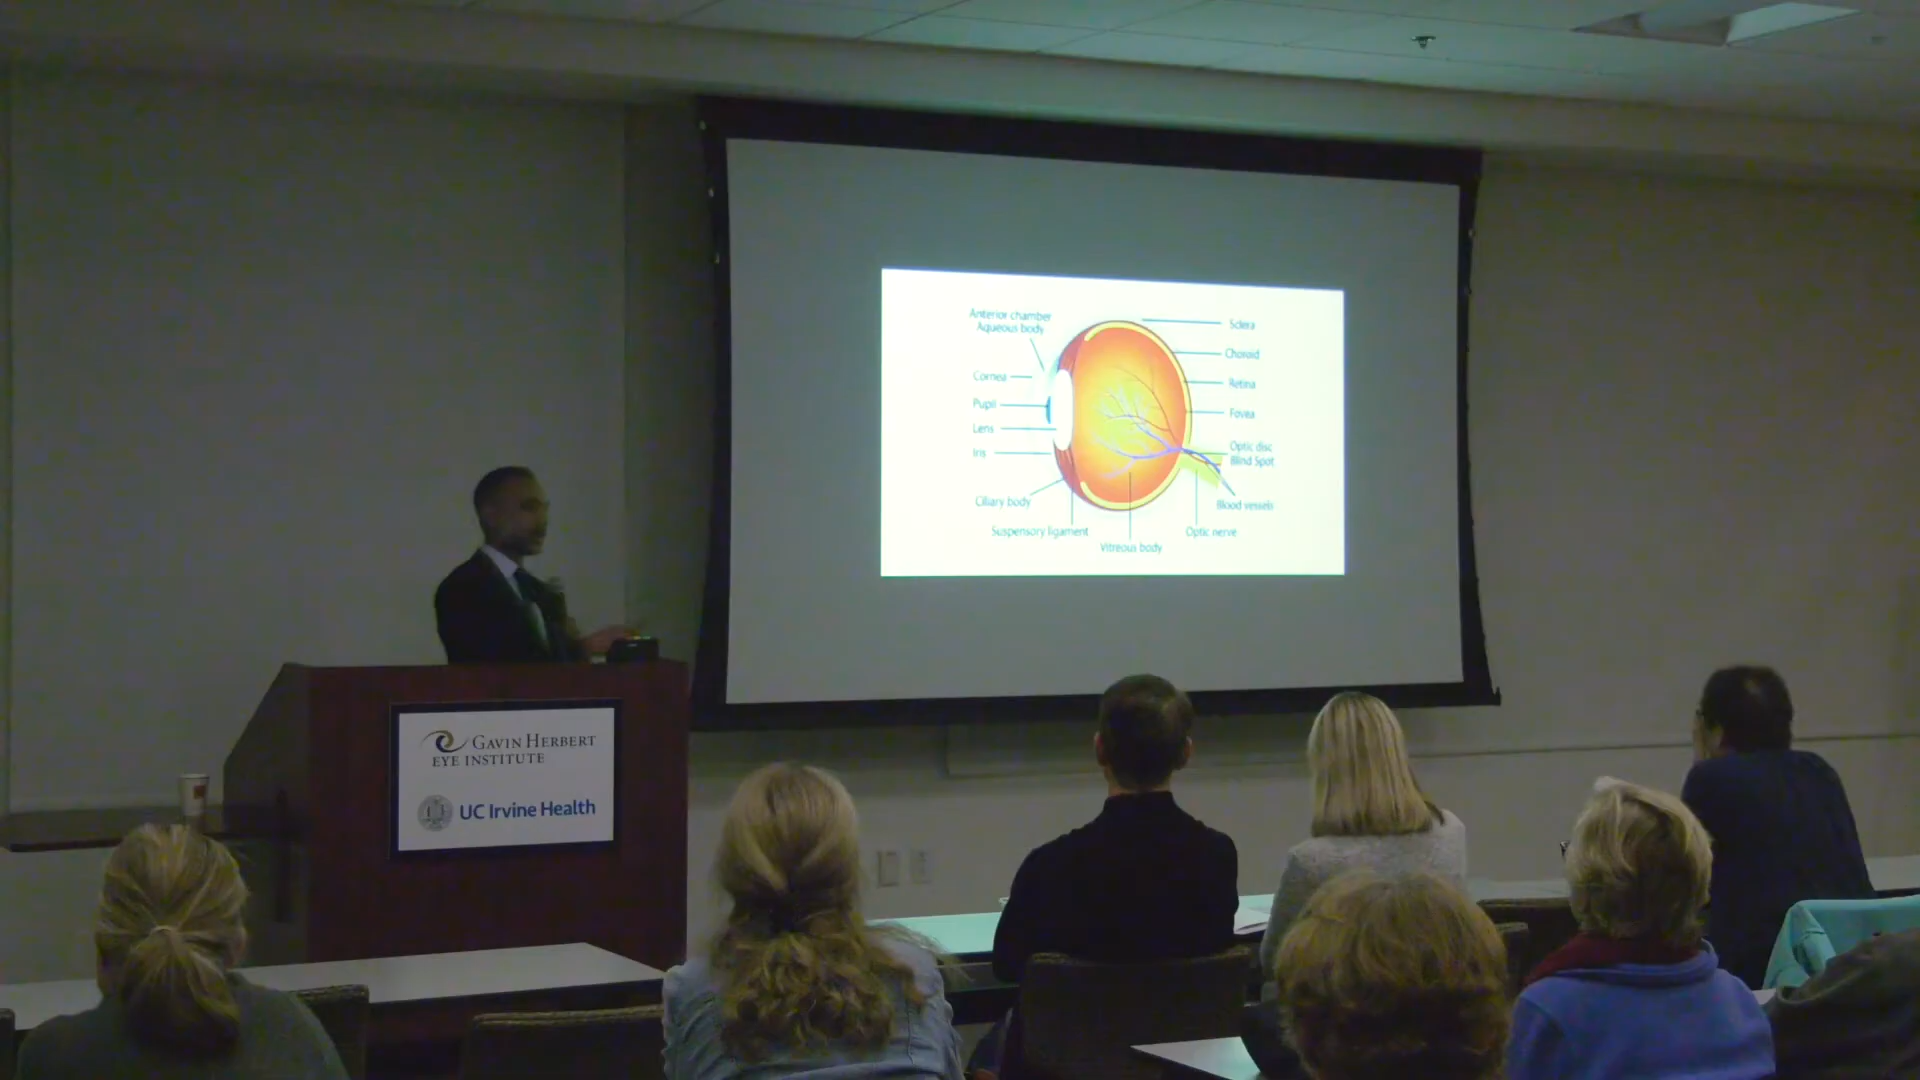 Anterior chamber
Aqueous body
Cornea
Pupil
Lens
Iris
Ciliary body
Suspensory ligament
Vitreous body
Sclera
Choroid
Retina
Fovea
Optic disc
Blind Spot
Blood vessels
Optic nerve
GAVIN HERBERT
EYE INSTITUTE
UC Irvine Health